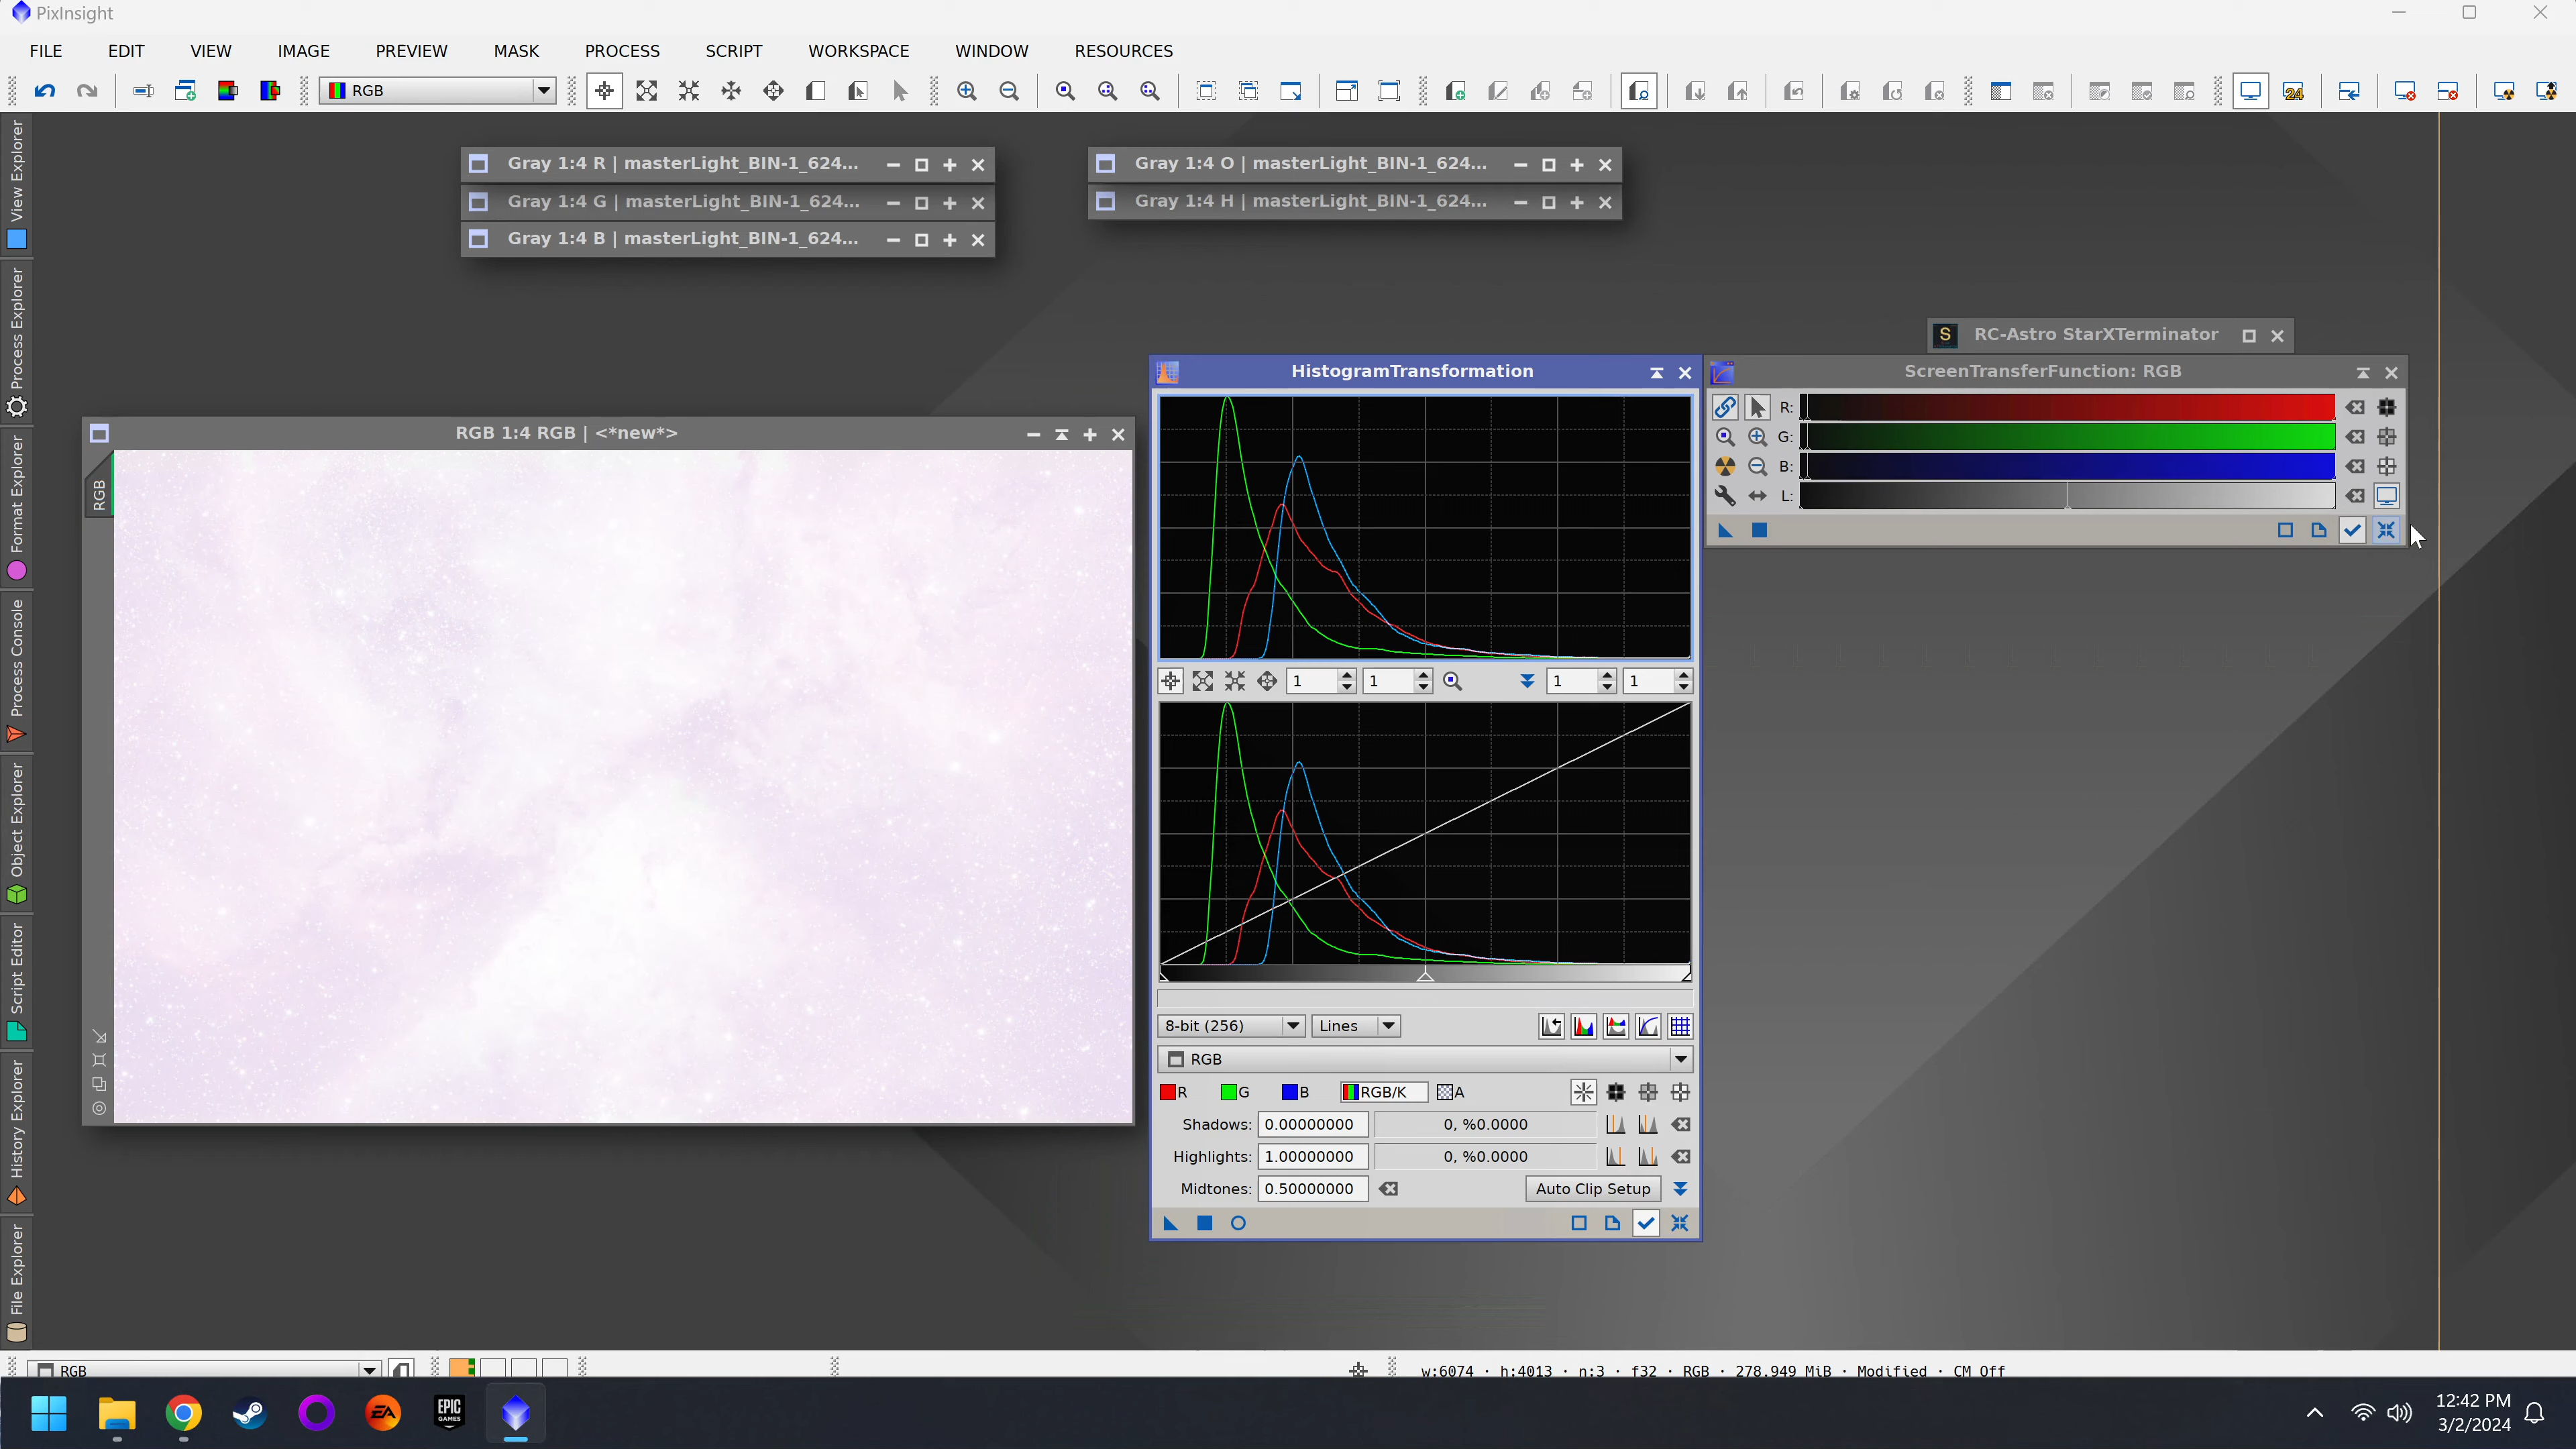 PixInsight
FILE EDIT VIEW IMAGE PREVIEW MASK PROCESS SCRIPT WORKSPACE WINDOW RESOURCES
RGB
24
View Explorer
Process Explorer
Format Explorer
Process Console
Object Explorer
Script Editor
History Explorer
File Explorer
Gray 1:4 R | masterLight_BIN-1_624...
Gray 1:4 G | masterLight_BIN-1_624...
Gray 1:4 B | masterLight_BIN-1_624...
Gray 1:4 O | masterLight_BIN-1_624...
Gray 1:4 H | masterLight_BIN-1_624...
S RC-Astro StarXTerminator
RGB 1:4 RGB | <*new*>
RGB
HistogramTransformation
1 1 1 1
8-bit (256) Lines
RGB
R G B RGB/K A
Shadows: 0.00000000 0, %0.0000
Highlights: 1.00000000 0, %0.0000
Midtones: 0.50000000 Auto Clip Setup
ScreenTransferFunction: RGB
R:
G:
B:
L:
RGB
w:6074 · h:4013 · n:3 · f32 · RGB · 278.949 MiB · Modified · CM Off
EA
EPIC
GAMES
12:42 PM
3/2/2024